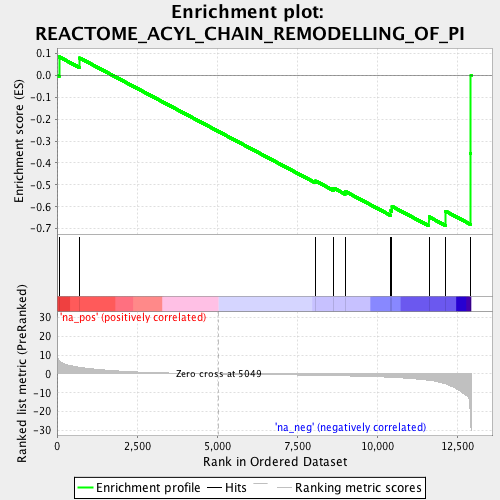 Enrichment plot:
REACTOME_ACYL_CHAIN_REMODELLING_OF_PI
Enrichment score (ES)
0.1
0.0
-0.1
-0.2
-0.3
-0.4
-0.5
-0.6
-0.7
'na_pos' (positively correlated)
Ranked list metric (PreRanked)
30
20
10
0
-10
-20
-30
Zero cross at 5049
'na_neg' (negatively correlated)
0
2,500
5,000
7,500
10,000
12,500
Rank in Ordered Dataset
Enrichment profile
Hits
Ranking metric scores